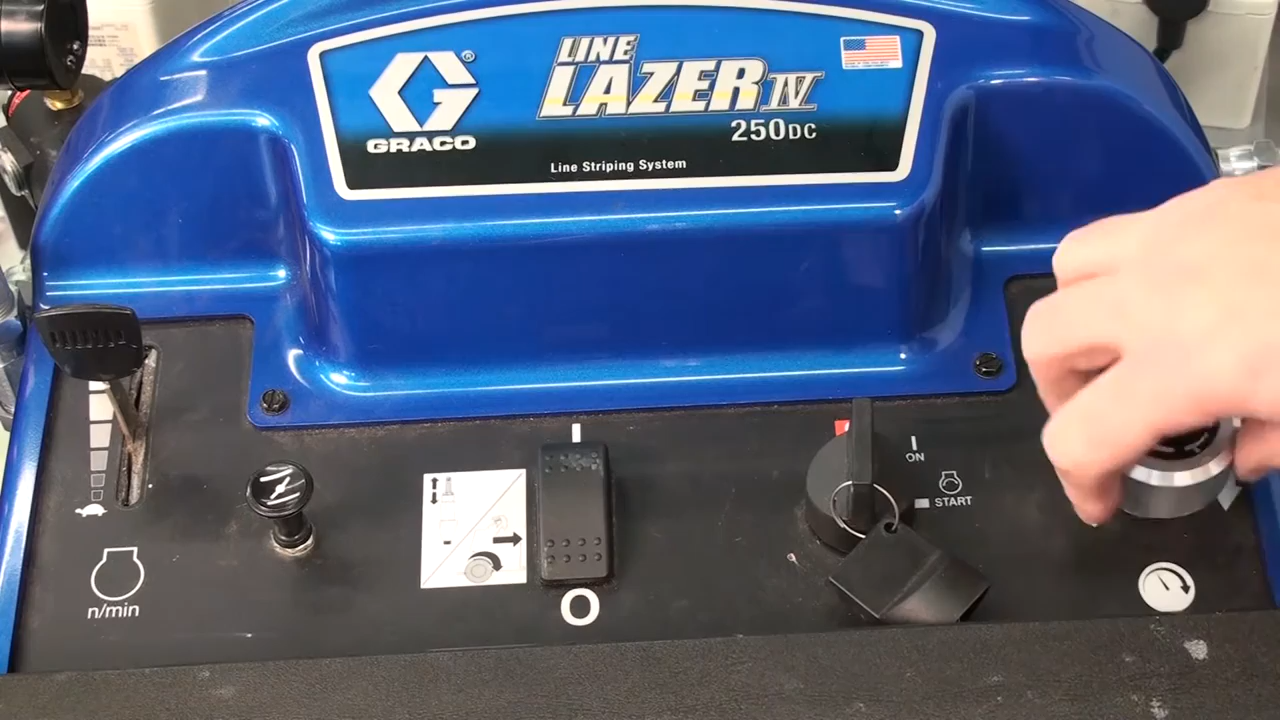 GRACO
LINE
LAZER IV
250DC
Line Striping System
I
ON
START
n/min
O